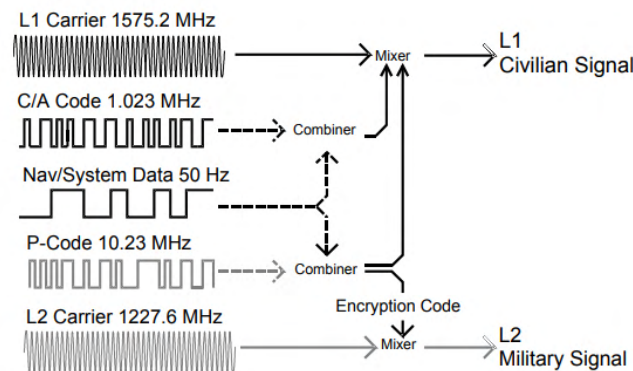 L1 Carrier 1575.2 MHz
Mixer
L1
Civilian Signal
C/A Code 1.023 MHz
Combiner
Nav/System Data 50 Hz
P-Code 10.23 MHz
Combiner
Encryption Code
L2 Carrier 1227.6 MHz
Mixer
L2
Military Signal